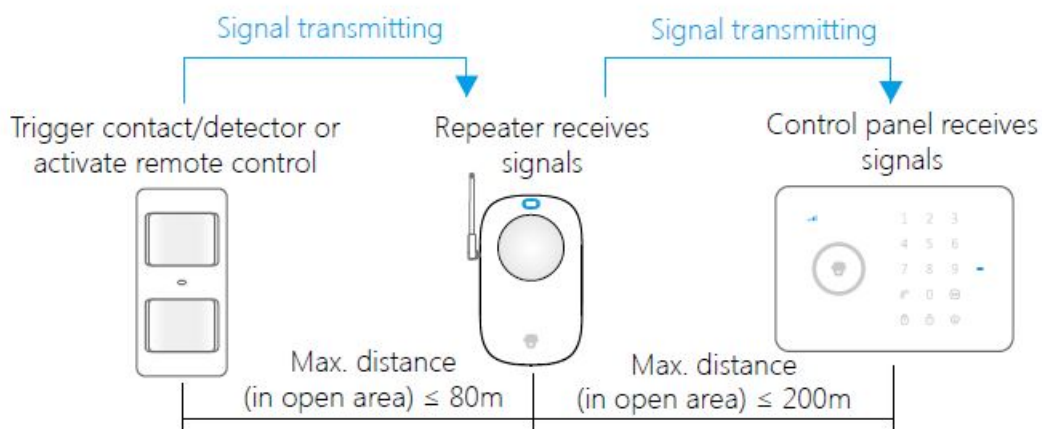 Signal transmitting
Signal transmitting
Trigger contact/detector or
activate remote control
Repeater receives
signals
Control panel receives
signals
1 2 3
4 5 6
7 8 9
0
Max. distance
(in open area) ≤ 80m
Max. distance
(in open area) ≤ 200m